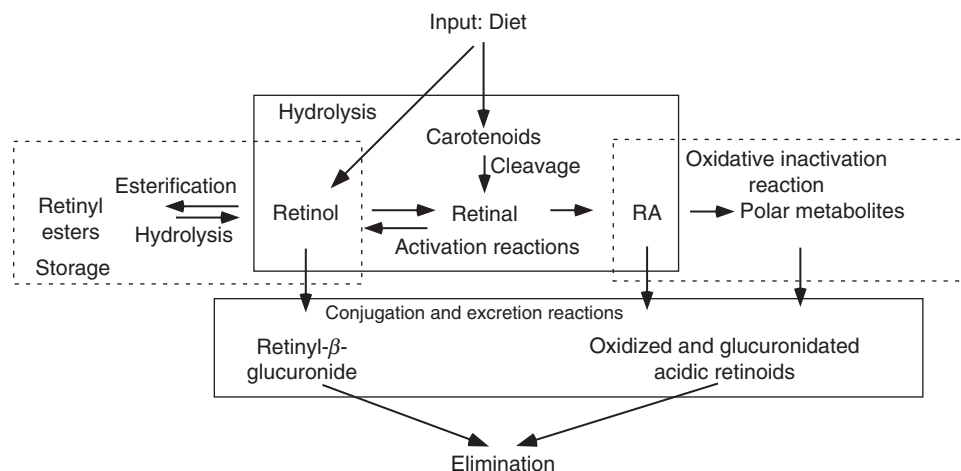 Input: Diet
Hydrolysis
Carotenoids
Cleavage
Oxidative inactivation
reaction
Esterification
Retinyl
esters
Hydrolysis
Storage
Retinol
Retinal
Activation reactions
RA
Polar metabolites
Conjugation and excretion reactions
Retinyl-β-
glucuronide
Oxidized and glucuronidated
acidic retinoids
Elimination